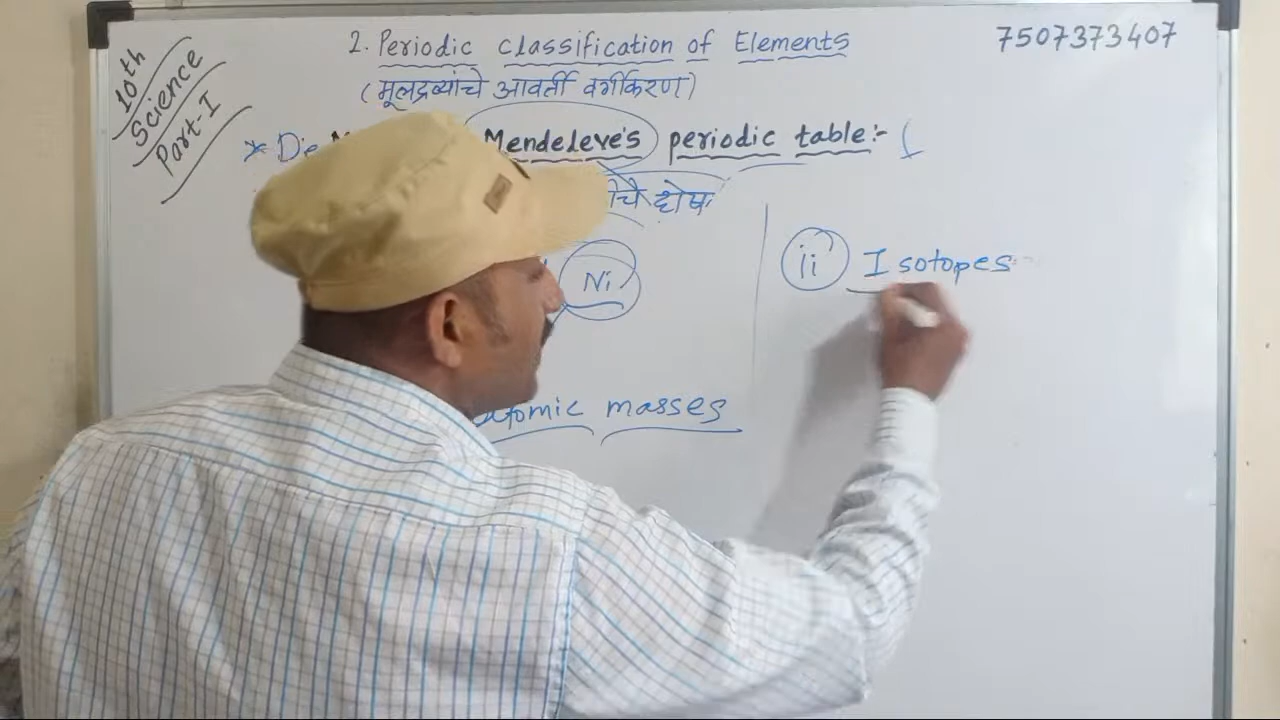 2. Periodic classification of Elements
7507373407
(मूलद्रव्यांचे आवर्ती वर्गीकरण)
10th
Science
Part-I
* Mendeleve's periodic table:- (
दोष
Ni
ii Isotopes
atomic masses